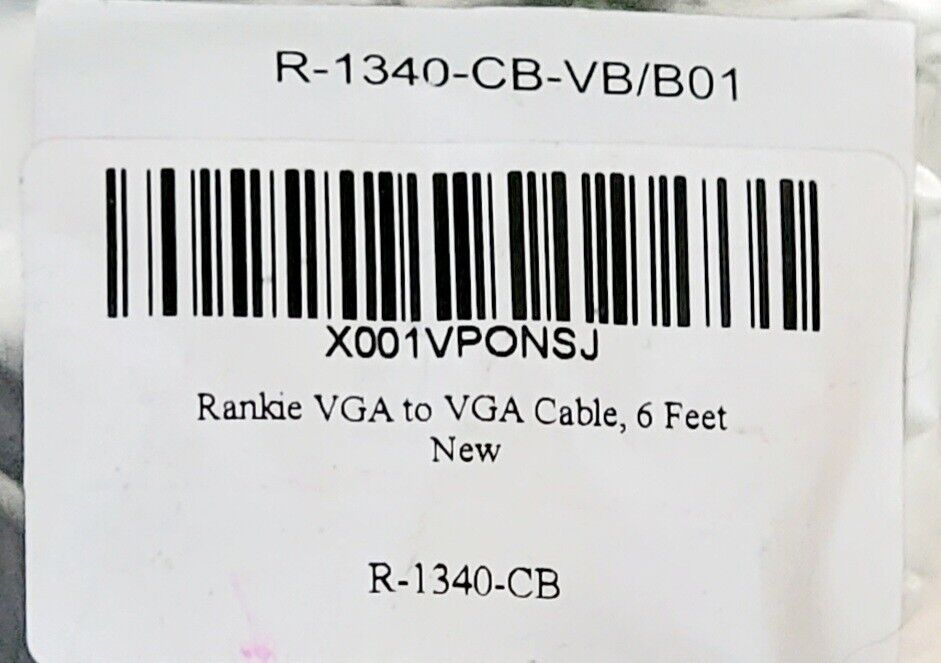 R-1340-CB-VB/B01
X001VPONSJ
Rankie VGA to VGA Cable, 6 Feet
New
R-1340-CB